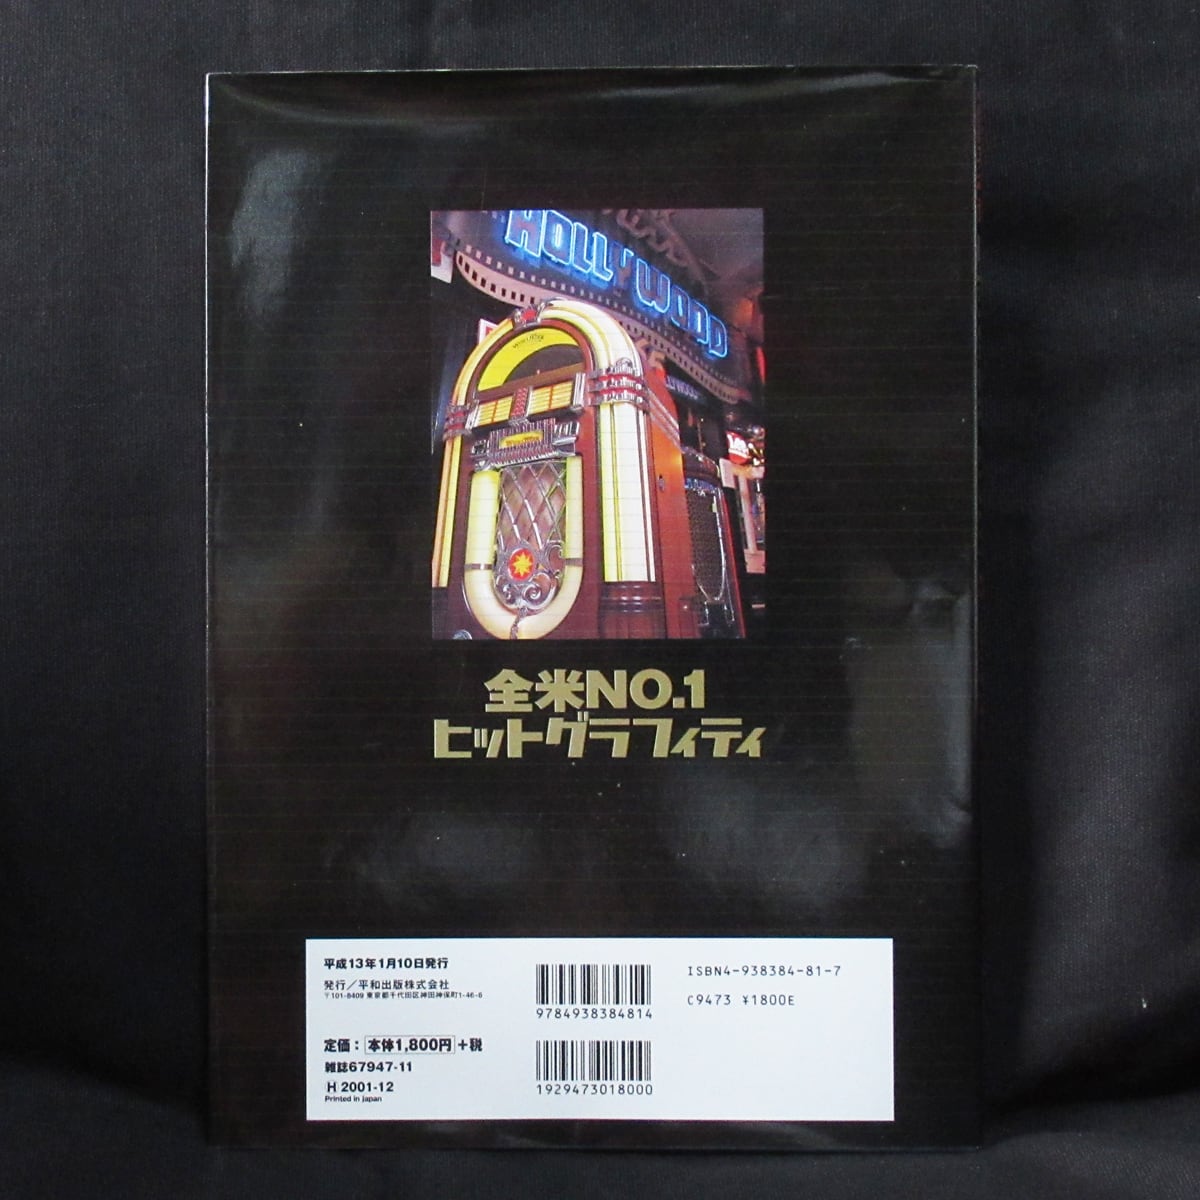 HOLLYWOOD
WURLITZER
全米NO.1
ヒットグラフィティ
平成13年1月10日発行
発行／平和出版株式会社
〒101-8409 東京都千代田区神田神保町1-46-6
定価：本体1,800円+税
雑誌67947-11
H 2001-12
Printed in Japan
9784938384814
1929473018000
ISBN4-938384-81-7
C9473 ¥1800E